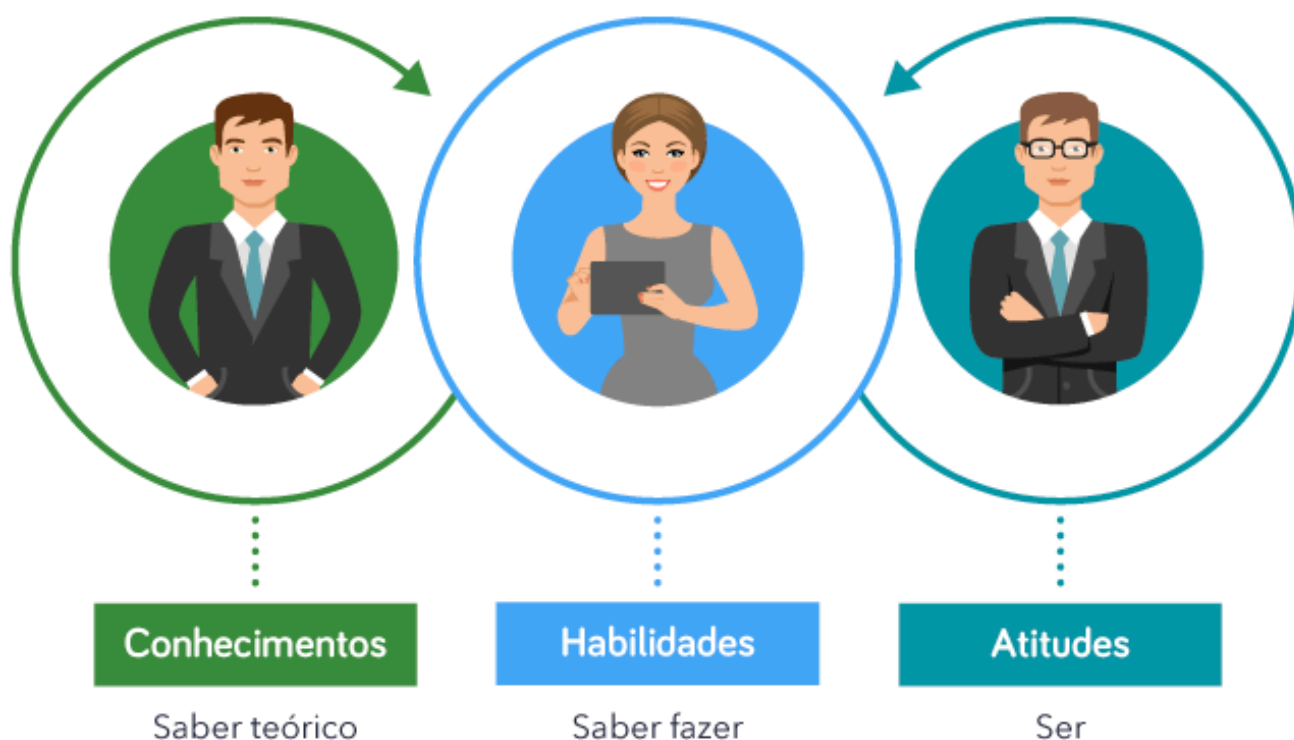 Conhecimentos
Habilidades
Atitudes
Saber teórico
Saber fazer
Ser